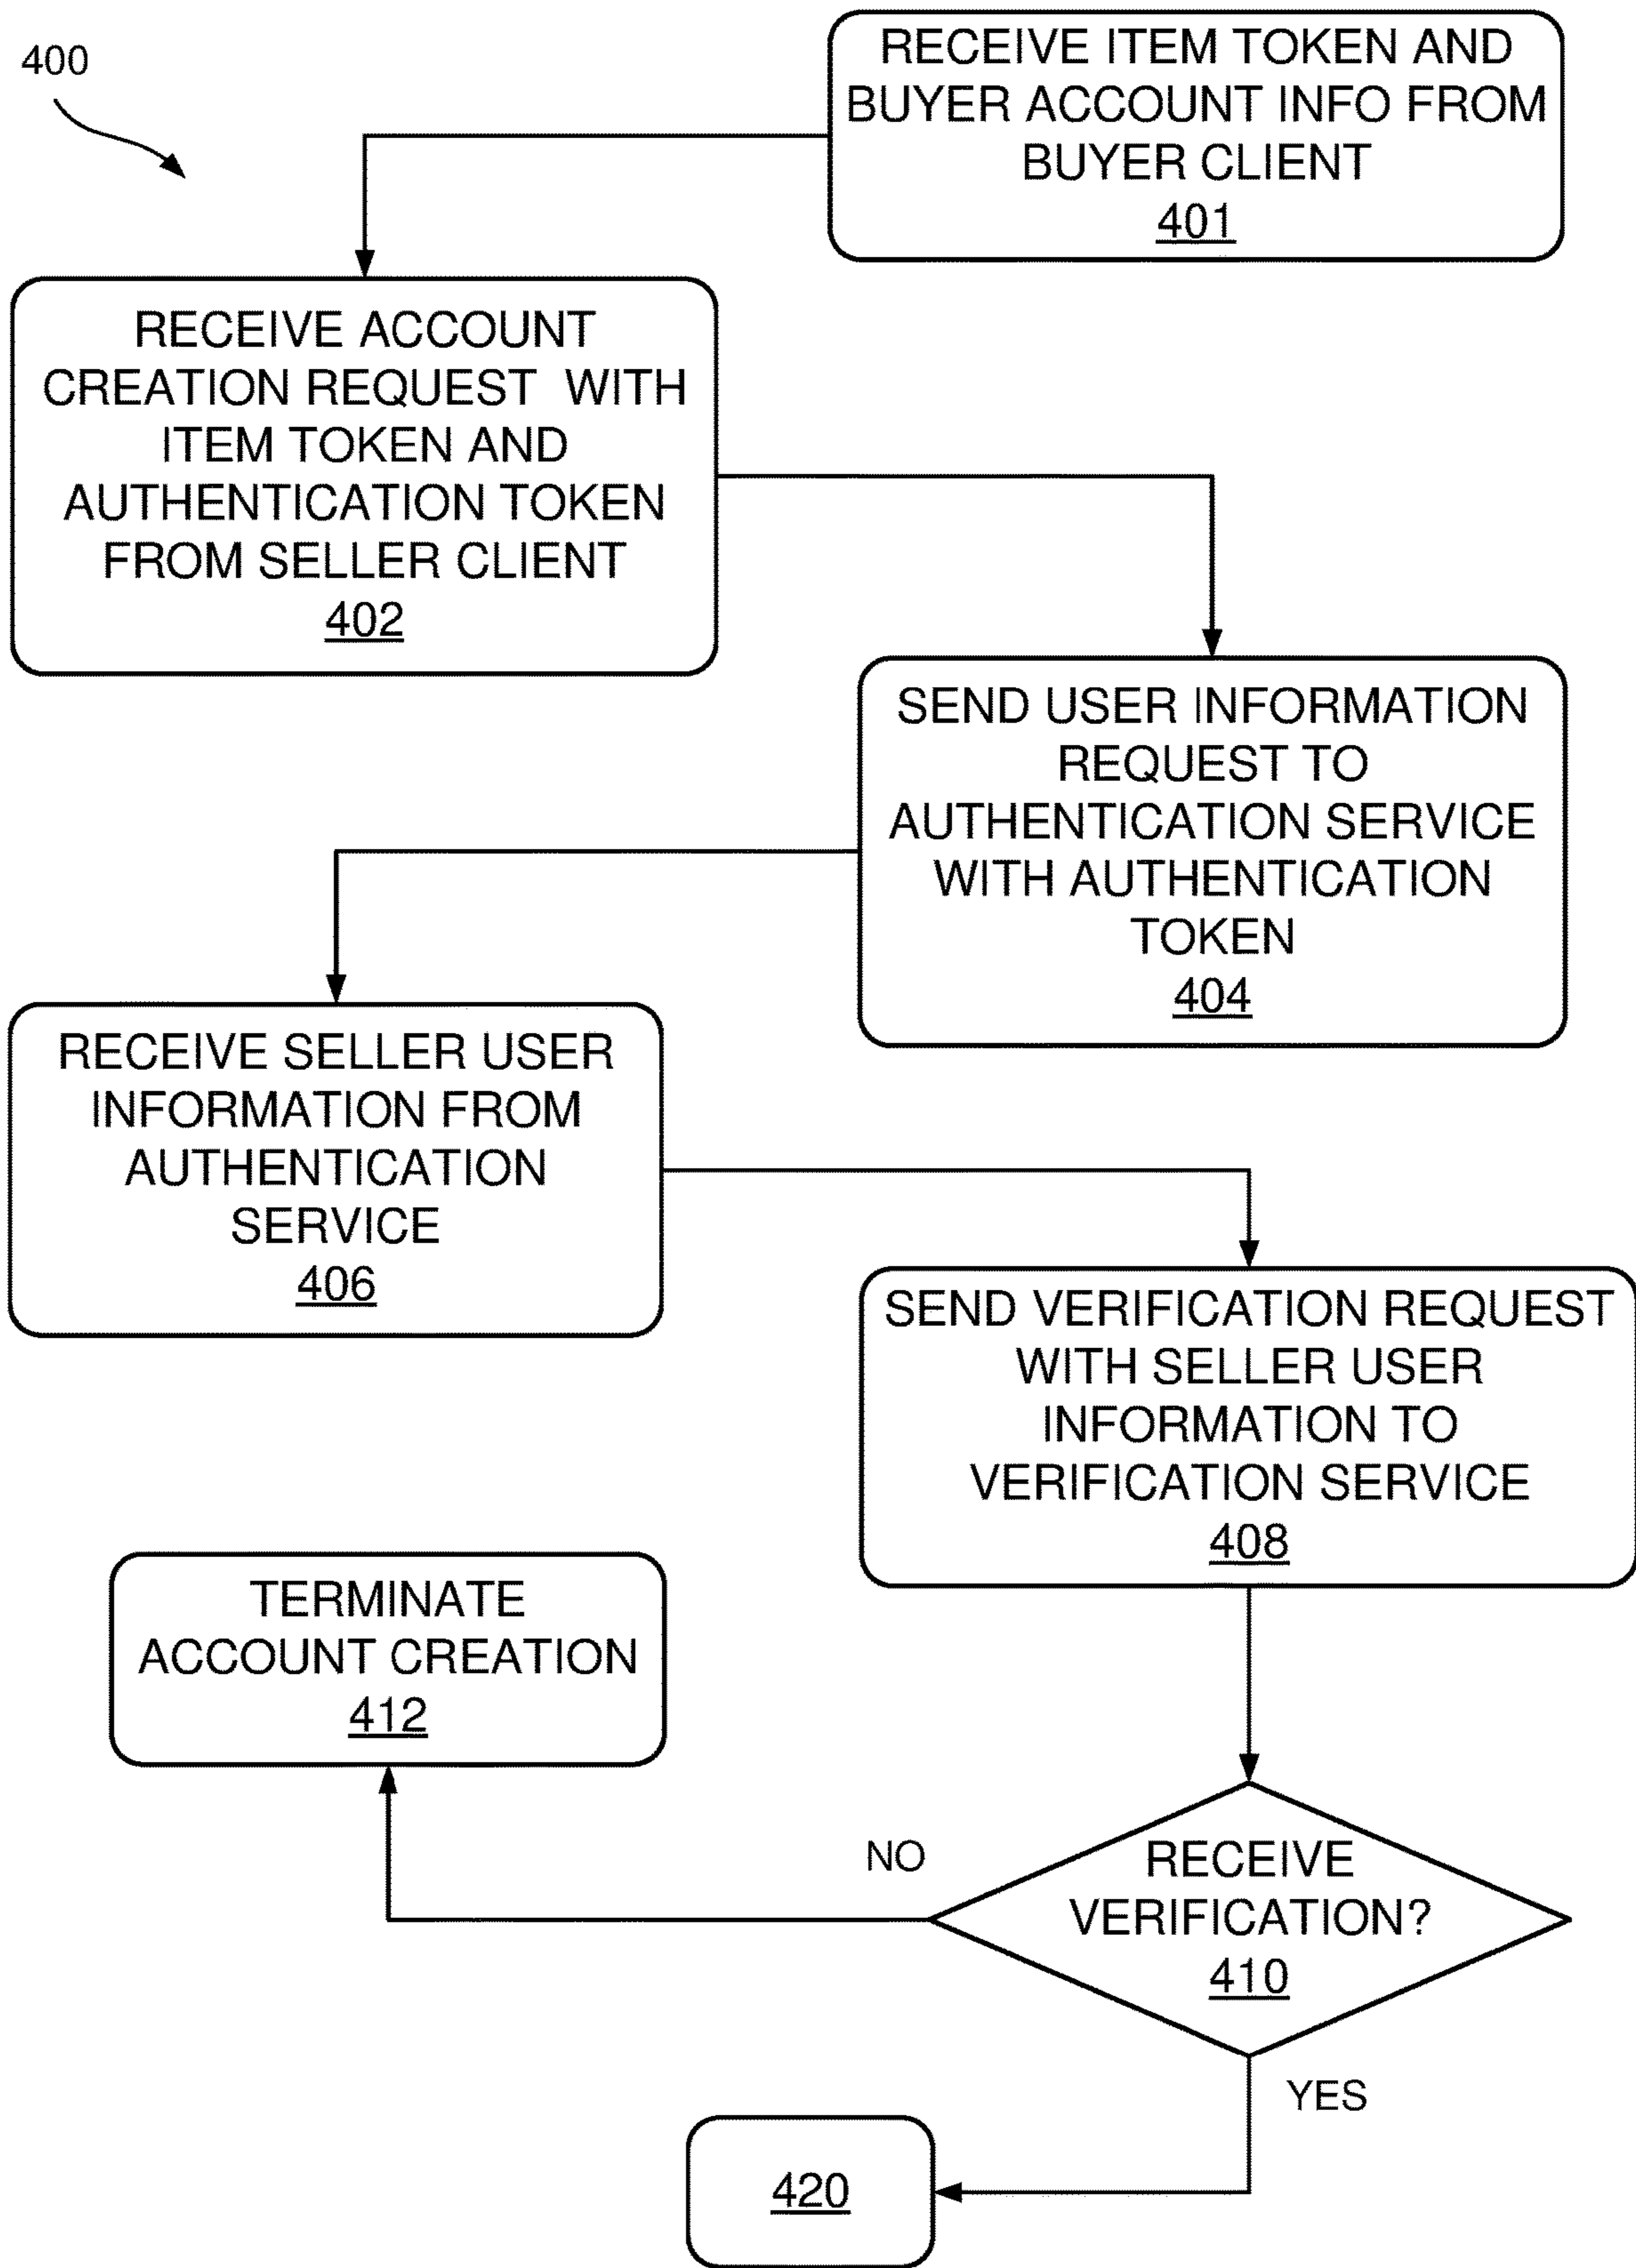 400
RECEIVE ITEM TOKEN AND
BUYER ACCOUNT INFO FROM
BUYER CLIENT
401
RECEIVE ACCOUNT
CREATION REQUEST WITH
ITEM TOKEN AND
AUTHENTICATION TOKEN
FROM SELLER CLIENT
402
SEND USER INFORMATION
REQUEST TO
AUTHENTICATION SERVICE
WITH AUTHENTICATION
TOKEN
404
RECEIVE SELLER USER
INFORMATION FROM
AUTHENTICATION
SERVICE
406
SEND VERIFICATION REQUEST
WITH SELLER USER
INFORMATION TO
VERIFICATION SERVICE
408
TERMINATE
ACCOUNT CREATION
412
NO
RECEIVE
VERIFICATION?
410
YES
420